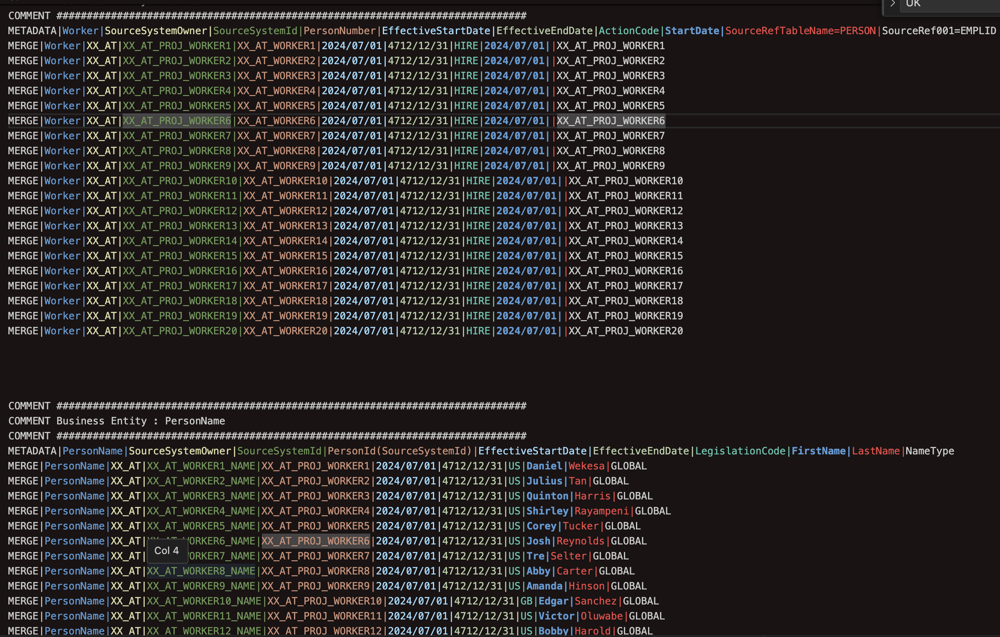 UK
COMMENT ##############################################################################
METADATA|Worker|SourceSystemOwner|SourceSystemId|PersonNumber|EffectiveStartDate|EffectiveEndDate|ActionCode|StartDate|SourceRefTableName=PERSON|SourceRef001=EMPLID
MERGE|Worker|XX_AT|XX_AT_PROJ_WORKER1|XX_AT_WORKER1|2024/07/01|4712/12/31|HIRE|2024/07/01||XX_AT_PROJ_WORKER1
MERGE|Worker|XX_AT|XX_AT_PROJ_WORKER2|XX_AT_WORKER2|2024/07/01|4712/12/31|HIRE|2024/07/01||XX_AT_PROJ_WORKER2
MERGE|Worker|XX_AT|XX_AT_PROJ_WORKER3|XX_AT_WORKER3|2024/07/01|4712/12/31|HIRE|2024/07/01||XX_AT_PROJ_WORKER3
MERGE|Worker|XX_AT|XX_AT_PROJ_WORKER4|XX_AT_WORKER4|2024/07/01|4712/12/31|HIRE|2024/07/01||XX_AT_PROJ_WORKER4
MERGE|Worker|XX_AT|XX_AT_PROJ_WORKER5|XX_AT_WORKER5|2024/07/01|4712/12/31|HIRE|2024/07/01||XX_AT_PROJ_WORKER5
MERGE|Worker|XX_AT|XX_AT_PROJ_WORKER6|XX_AT_WORKER6|2024/07/01|4712/12/31|HIRE|2024/07/01||XX_AT_PROJ_WORKER6
MERGE|Worker|XX_AT|XX_AT_PROJ_WORKER7|XX_AT_WORKER7|2024/07/01|4712/12/31|HIRE|2024/07/01||XX_AT_PROJ_WORKER7
MERGE|Worker|XX_AT|XX_AT_PROJ_WORKER8|XX_AT_WORKER8|2024/07/01|4712/12/31|HIRE|2024/07/01||XX_AT_PROJ_WORKER8
MERGE|Worker|XX_AT|XX_AT_PROJ_WORKER9|XX_AT_WORKER9|2024/07/01|4712/12/31|HIRE|2024/07/01||XX_AT_PROJ_WORKER9
MERGE|Worker|XX_AT|XX_AT_PROJ_WORKER10|XX_AT_WORKER10|2024/07/01|4712/12/31|HIRE|2024/07/01||XX_AT_PROJ_WORKER10
MERGE|Worker|XX_AT|XX_AT_PROJ_WORKER11|XX_AT_WORKER11|2024/07/01|4712/12/31|HIRE|2024/07/01||XX_AT_PROJ_WORKER11
MERGE|Worker|XX_AT|XX_AT_PROJ_WORKER12|XX_AT_WORKER12|2024/07/01|4712/12/31|HIRE|2024/07/01||XX_AT_PROJ_WORKER12
MERGE|Worker|XX_AT|XX_AT_PROJ_WORKER13|XX_AT_WORKER13|2024/07/01|4712/12/31|HIRE|2024/07/01||XX_AT_PROJ_WORKER13
MERGE|Worker|XX_AT|XX_AT_PROJ_WORKER14|XX_AT_WORKER14|2024/07/01|4712/12/31|HIRE|2024/07/01||XX_AT_PROJ_WORKER14
MERGE|Worker|XX_AT|XX_AT_PROJ_WORKER15|XX_AT_WORKER15|2024/07/01|4712/12/31|HIRE|2024/07/01||XX_AT_PROJ_WORKER15
MERGE|Worker|XX_AT|XX_AT_PROJ_WORKER16|XX_AT_WORKER16|2024/07/01|4712/12/31|HIRE|2024/07/01||XX_AT_PROJ_WORKER16
MERGE|Worker|XX_AT|XX_AT_PROJ_WORKER17|XX_AT_WORKER17|2024/07/01|4712/12/31|HIRE|2024/07/01||XX_AT_PROJ_WORKER17
MERGE|Worker|XX_AT|XX_AT_PROJ_WORKER18|XX_AT_WORKER18|2024/07/01|4712/12/31|HIRE|2024/07/01||XX_AT_PROJ_WORKER18
MERGE|Worker|XX_AT|XX_AT_PROJ_WORKER19|XX_AT_WORKER19|2024/07/01|4712/12/31|HIRE|2024/07/01||XX_AT_PROJ_WORKER19
MERGE|Worker|XX_AT|XX_AT_PROJ_WORKER20|XX_AT_WORKER20|2024/07/01|4712/12/31|HIRE|2024/07/01||XX_AT_PROJ_WORKER20
COMMENT ##############################################################################
COMMENT Business Entity : PersonName
COMMENT ##############################################################################
METADATA|PersonName|SourceSystemOwner|SourceSystemId|PersonId(SourceSystemId)|EffectiveStartDate|EffectiveEndDate|LegislationCode|FirstName|LastName|NameType
MERGE|PersonName|XX_AT|XX_AT_WORKER1_NAME|XX_AT_PROJ_WORKER1|2024/07/01|4712/12/31|US|Daniel|Wekesa|GLOBAL
MERGE|PersonName|XX_AT|XX_AT_WORKER2_NAME|XX_AT_PROJ_WORKER2|2024/07/01|4712/12/31|US|Julius|Tan|GLOBAL
MERGE|PersonName|XX_AT|XX_AT_WORKER3_NAME|XX_AT_PROJ_WORKER3|2024/07/01|4712/12/31|US|Quinton|Harris|GLOBAL
MERGE|PersonName|XX_AT|XX_AT_WORKER4_NAME|XX_AT_PROJ_WORKER4|2024/07/01|4712/12/31|US|Shirley|Rayampeni|GLOBAL
MERGE|PersonName|XX_AT|XX_AT_WORKER5_NAME|XX_AT_PROJ_WORKER5|2024/07/01|4712/12/31|US|Corey|Tucker|GLOBAL
MERGE|PersonName|XX_AT|XX_AT_WORKER6_NAME|XX_AT_PROJ_WORKER6|2024/07/01|4712/12/31|US|Josh|Reynolds|GLOBAL
Col 4
MERGE|PersonName|XX_AT|WORKER7_NAME|XX_AT_PROJ_WORKER7|2024/07/01|4712/12/31|US|Tre|Selter|GLOBAL
MERGE|PersonName|XX_AT|XX_AT_WORKER8_NAME|XX_AT_PROJ_WORKER8|2024/07/01|4712/12/31|US|Abby|Carter|GLOBAL
MERGE|PersonName|XX_AT|XX_AT_WORKER9_NAME|XX_AT_PROJ_WORKER9|2024/07/01|4712/12/31|US|Amanda|Hinson|GLOBAL
MERGE|PersonName|XX_AT|XX_AT_WORKER10_NAME|XX_AT_PROJ_WORKER10|2024/07/01|4712/12/31|GB|Edgar|Sanchez|GLOBAL
MERGE|PersonName|XX_AT|XX_AT_WORKER11_NAME|XX_AT_PROJ_WORKER11|2024/07/01|4712/12/31|US|Victor|Oluwabe|GLOBAL
MERGE|PersonName|XX_AT|XX_AT_WORKER12_NAME|XX_AT_PROJ_WORKER12|2024/07/01|4712/12/31|US|Bobby|Harold|GLOBAL